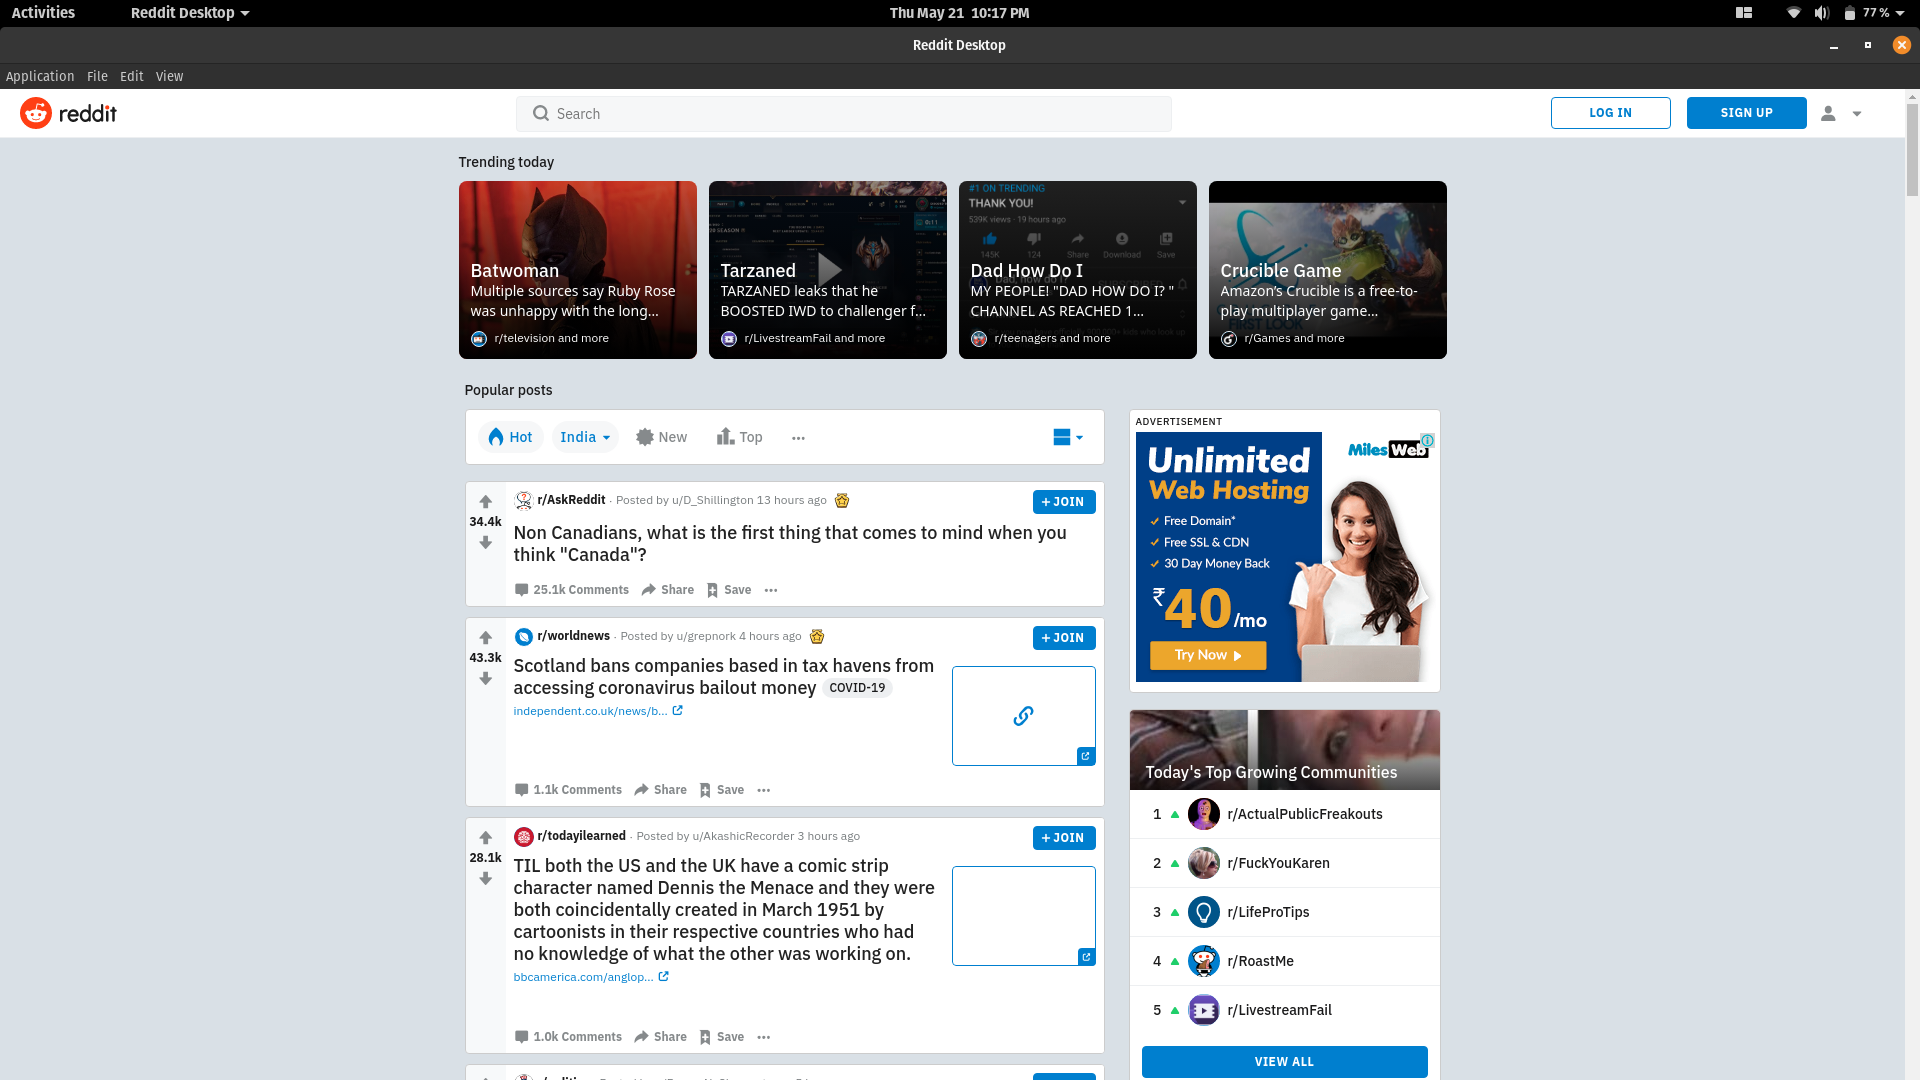 Activities
Reddit Desktop
Thu May 21 10:17 PM
77 %
Reddit Desktop
Application File Edit View
reddit
Search
LOG IN
SIGN UP
Trending today
Batwoman
Multiple sources say Ruby Rose
was unhappy with the long...
r/television and more
Tarzaned
TARZANED leaks that he
BOOSTED IWD to challenger f...
r/LivestreamFail and more
#1 ON TRENDING
THANK YOU!
539K views · 19 hours ago
145K
124
Share
Download
Save
Dad How Do I
MY PEOPLE! "DAD HOW DO I? "
CHANNEL AS REACHED 1...
r/teenagers and more
Crucible Game
Amazon's Crucible is a free-to-
play multiplayer game...
FIRST LOOK
r/Games and more
Popular posts
Hot
India
New
Top
34.4k
r/AskReddit · Posted by u/D_Shillington 13 hours ago
+ JOIN
Non Canadians, what is the first thing that comes to mind when you
think "Canada"?
25.1k Comments
Share
Save
43.3k
r/worldnews · Posted by u/grepnork 4 hours ago
+ JOIN
Scotland bans companies based in tax havens from
accessing coronavirus bailout money COVID-19
independent.co.uk/news/b...
1.1k Comments
Share
Save
28.1k
r/todayilearned · Posted by u/AkashicRecorder 3 hours ago
+ JOIN
TIL both the US and the UK have a comic strip
character named Dennis the Menace and they were
both coincidentally created in March 1951 by
cartoonists in their respective countries who had
no knowledge of what the other was working on.
bbcamerica.com/anglop...
1.0k Comments
Share
Save
ADVERTISEMENT
MilesWeb
Unlimited
Web Hosting
Free Domain*
Free SSL & CDN
30 Day Money Back
₹40/mo
Try Now
Today's Top Growing Communities
1 r/ActualPublicFreakouts
2 r/FuckYouKaren
3 r/LifeProTips
4 r/RoastMe
5 r/LivestreamFail
VIEW ALL